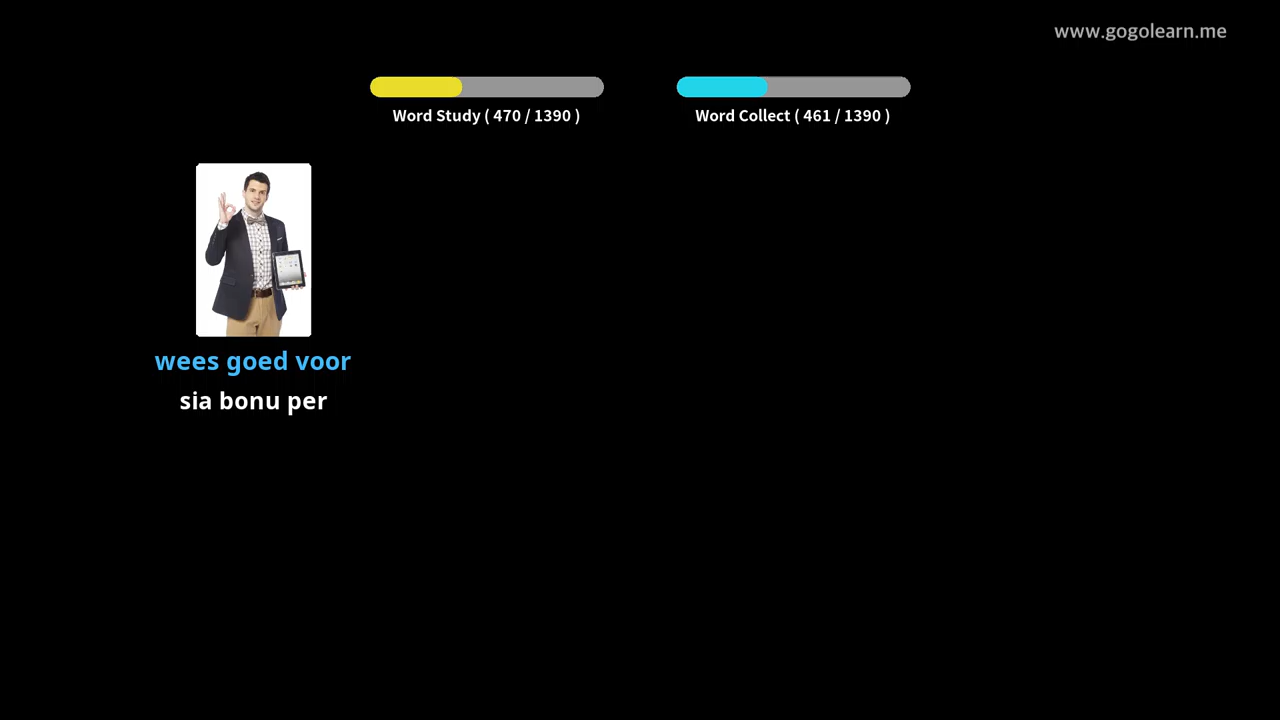 www.gogolearn.me
Word Study ( 470 / 1390 )
Word Collect ( 461 / 1390 )
wees goed voor
sia bonu per